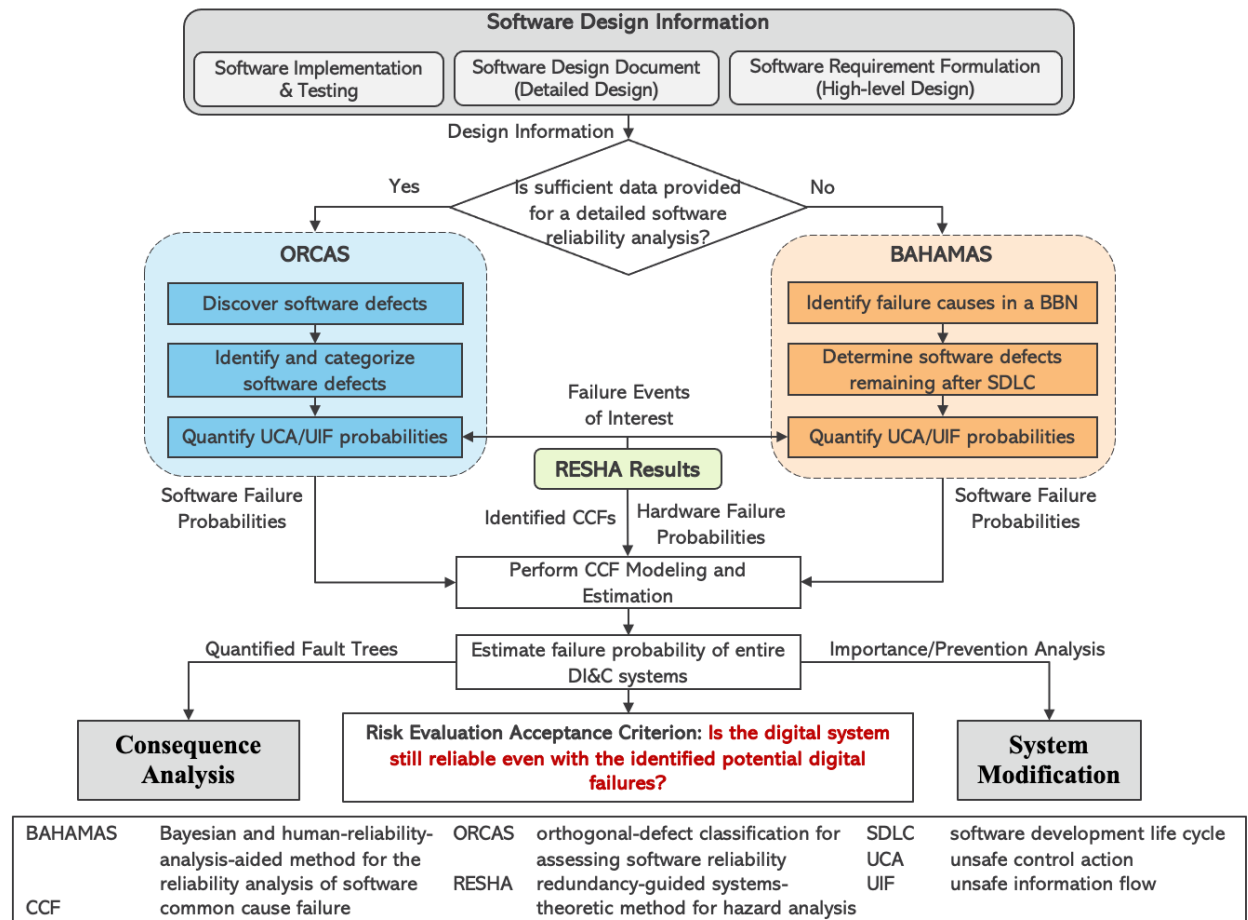 Software Design Information
Software Implementation
& Testing
Software Design Document
(Detailed Design)
Software Requirement Formulation
(High-level Design)
Design Information
Yes
Is sufficient data provided
for a detailed software
reliability analysis?
No
ORCAS
Discover software defects
Identify and categorize
software defects
Quantify UCA/UIF probabilities
BAHAMAS
Identify failure causes in a BBN
Determine software defects
remaining after SDLC
Quantify UCA/UIF probabilities
Failure Events
of Interest
RESHA Results
Software Failure
Probabilities
Identified CCFs
Hardware Failure
Probabilities
Software Failure
Probabilities
Perform CCF Modeling and
Estimation
Quantified Fault Trees
Estimate failure probability of entire
DI&C systems
Importance/Prevention Analysis
Consequence
Analysis
Risk Evaluation Acceptance Criterion: Is the digital system
still reliable even with the identified potential digital
failures?
System
Modification
BAHAMAS Bayesian and human-reliability-
analysis-aided method for the
reliability analysis of software
CCF common cause failure
ORCAS orthogonal-defect classification for
assessing software reliability
RESHA redundancy-guided systems-
theoretic method for hazard analysis
SDLC software development life cycle
UCA unsafe control action
UIF unsafe information flow